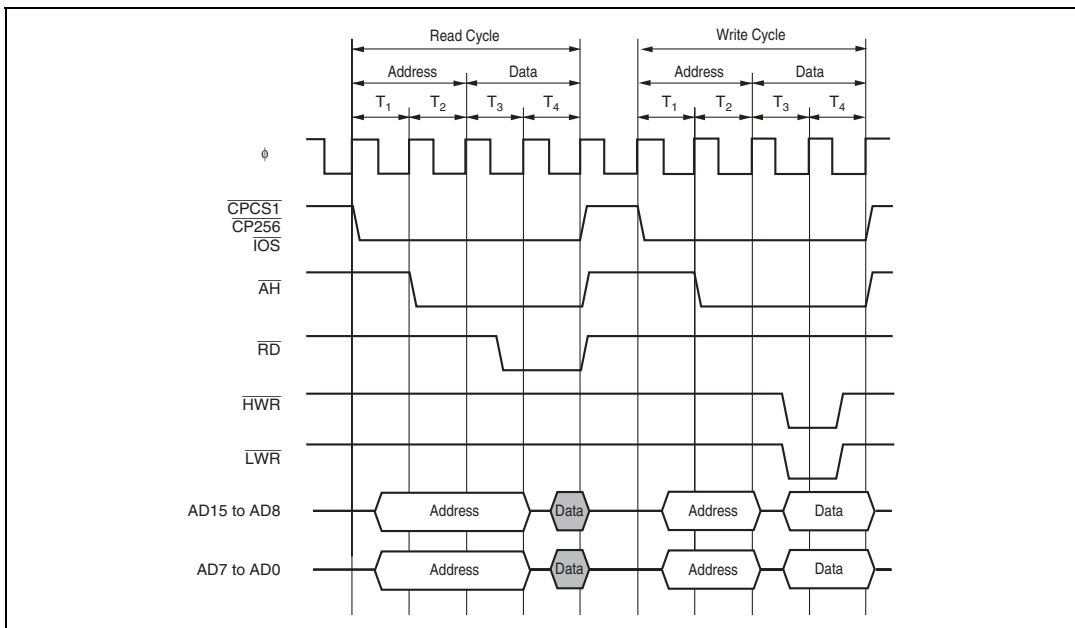 Read Cycle Write Cycle
Address Data Address Data
T1 T2 T3 T4 T1 T2 T3 T4
ϕ
CPCS1
CP256
IOS
AH
RD
HWR
LWR
AD15 to AD8 Address Data Address Data
AD7 to AD0 Address Data Address Data